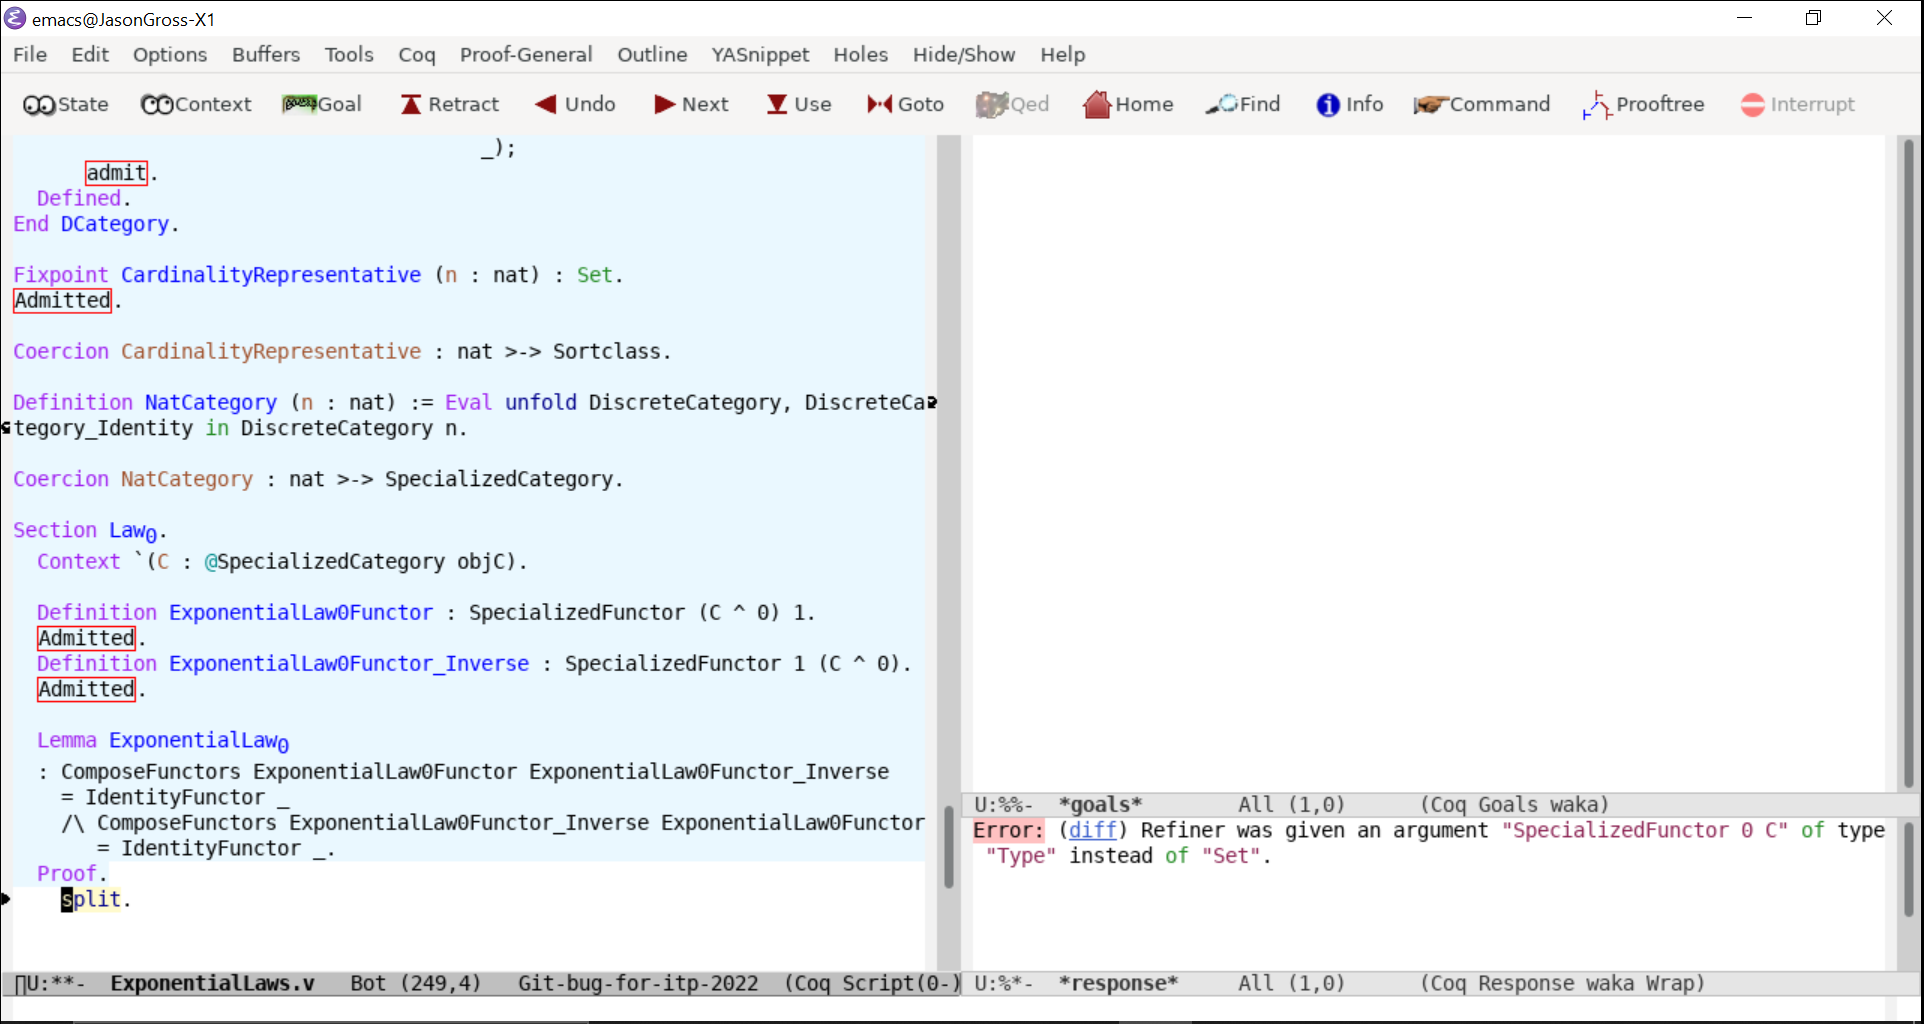 emacs@JasonGross-X1
File Edit Options Buffers Tools Coq Proof-General Outline YASnippet Holes Hide/Show Help
State Context Goal Retract Undo Next Use Goto Qed Home Find Info Command Prooftree Interrupt
_);
admit.
Defined.
End DCategory.
Fixpoint CardinalityRepresentative (n : nat) : Set.
Admitted.
Coercion CardinalityRepresentative : nat >-> Sortclass.
Definition NatCategory (n : nat) := Eval unfold DiscreteCategory, DiscreteCa
tegory_Identity in DiscreteCategory n.
Coercion NatCategory : nat >-> SpecializedCategory.
Section Law0.
Context `(C : @SpecializedCategory objC).
Definition ExponentialLaw0Functor : SpecializedFunctor (C ^ 0) 1.
Admitted.
Definition ExponentialLaw0Functor_Inverse : SpecializedFunctor 1 (C ^ 0).
Admitted.
Lemma ExponentialLaw0
: ComposeFunctors ExponentialLaw0Functor ExponentialLaw0Functor_Inverse
= IdentityFunctor _
/\ ComposeFunctors ExponentialLaw0Functor_Inverse ExponentialLaw0Functor
= IdentityFunctor _.
Proof.
split.
U:**- ExponentialLaws.v Bot (249,4) Git-bug-for-itp-2022 (Coq Script(0-)
U:%%- *goals* All (1,0) (Coq Goals waka)
Error: (diff) Refiner was given an argument "SpecializedFunctor 0 C" of type
"Type" instead of "Set".
U:%*- *response* All (1,0) (Coq Response waka Wrap)